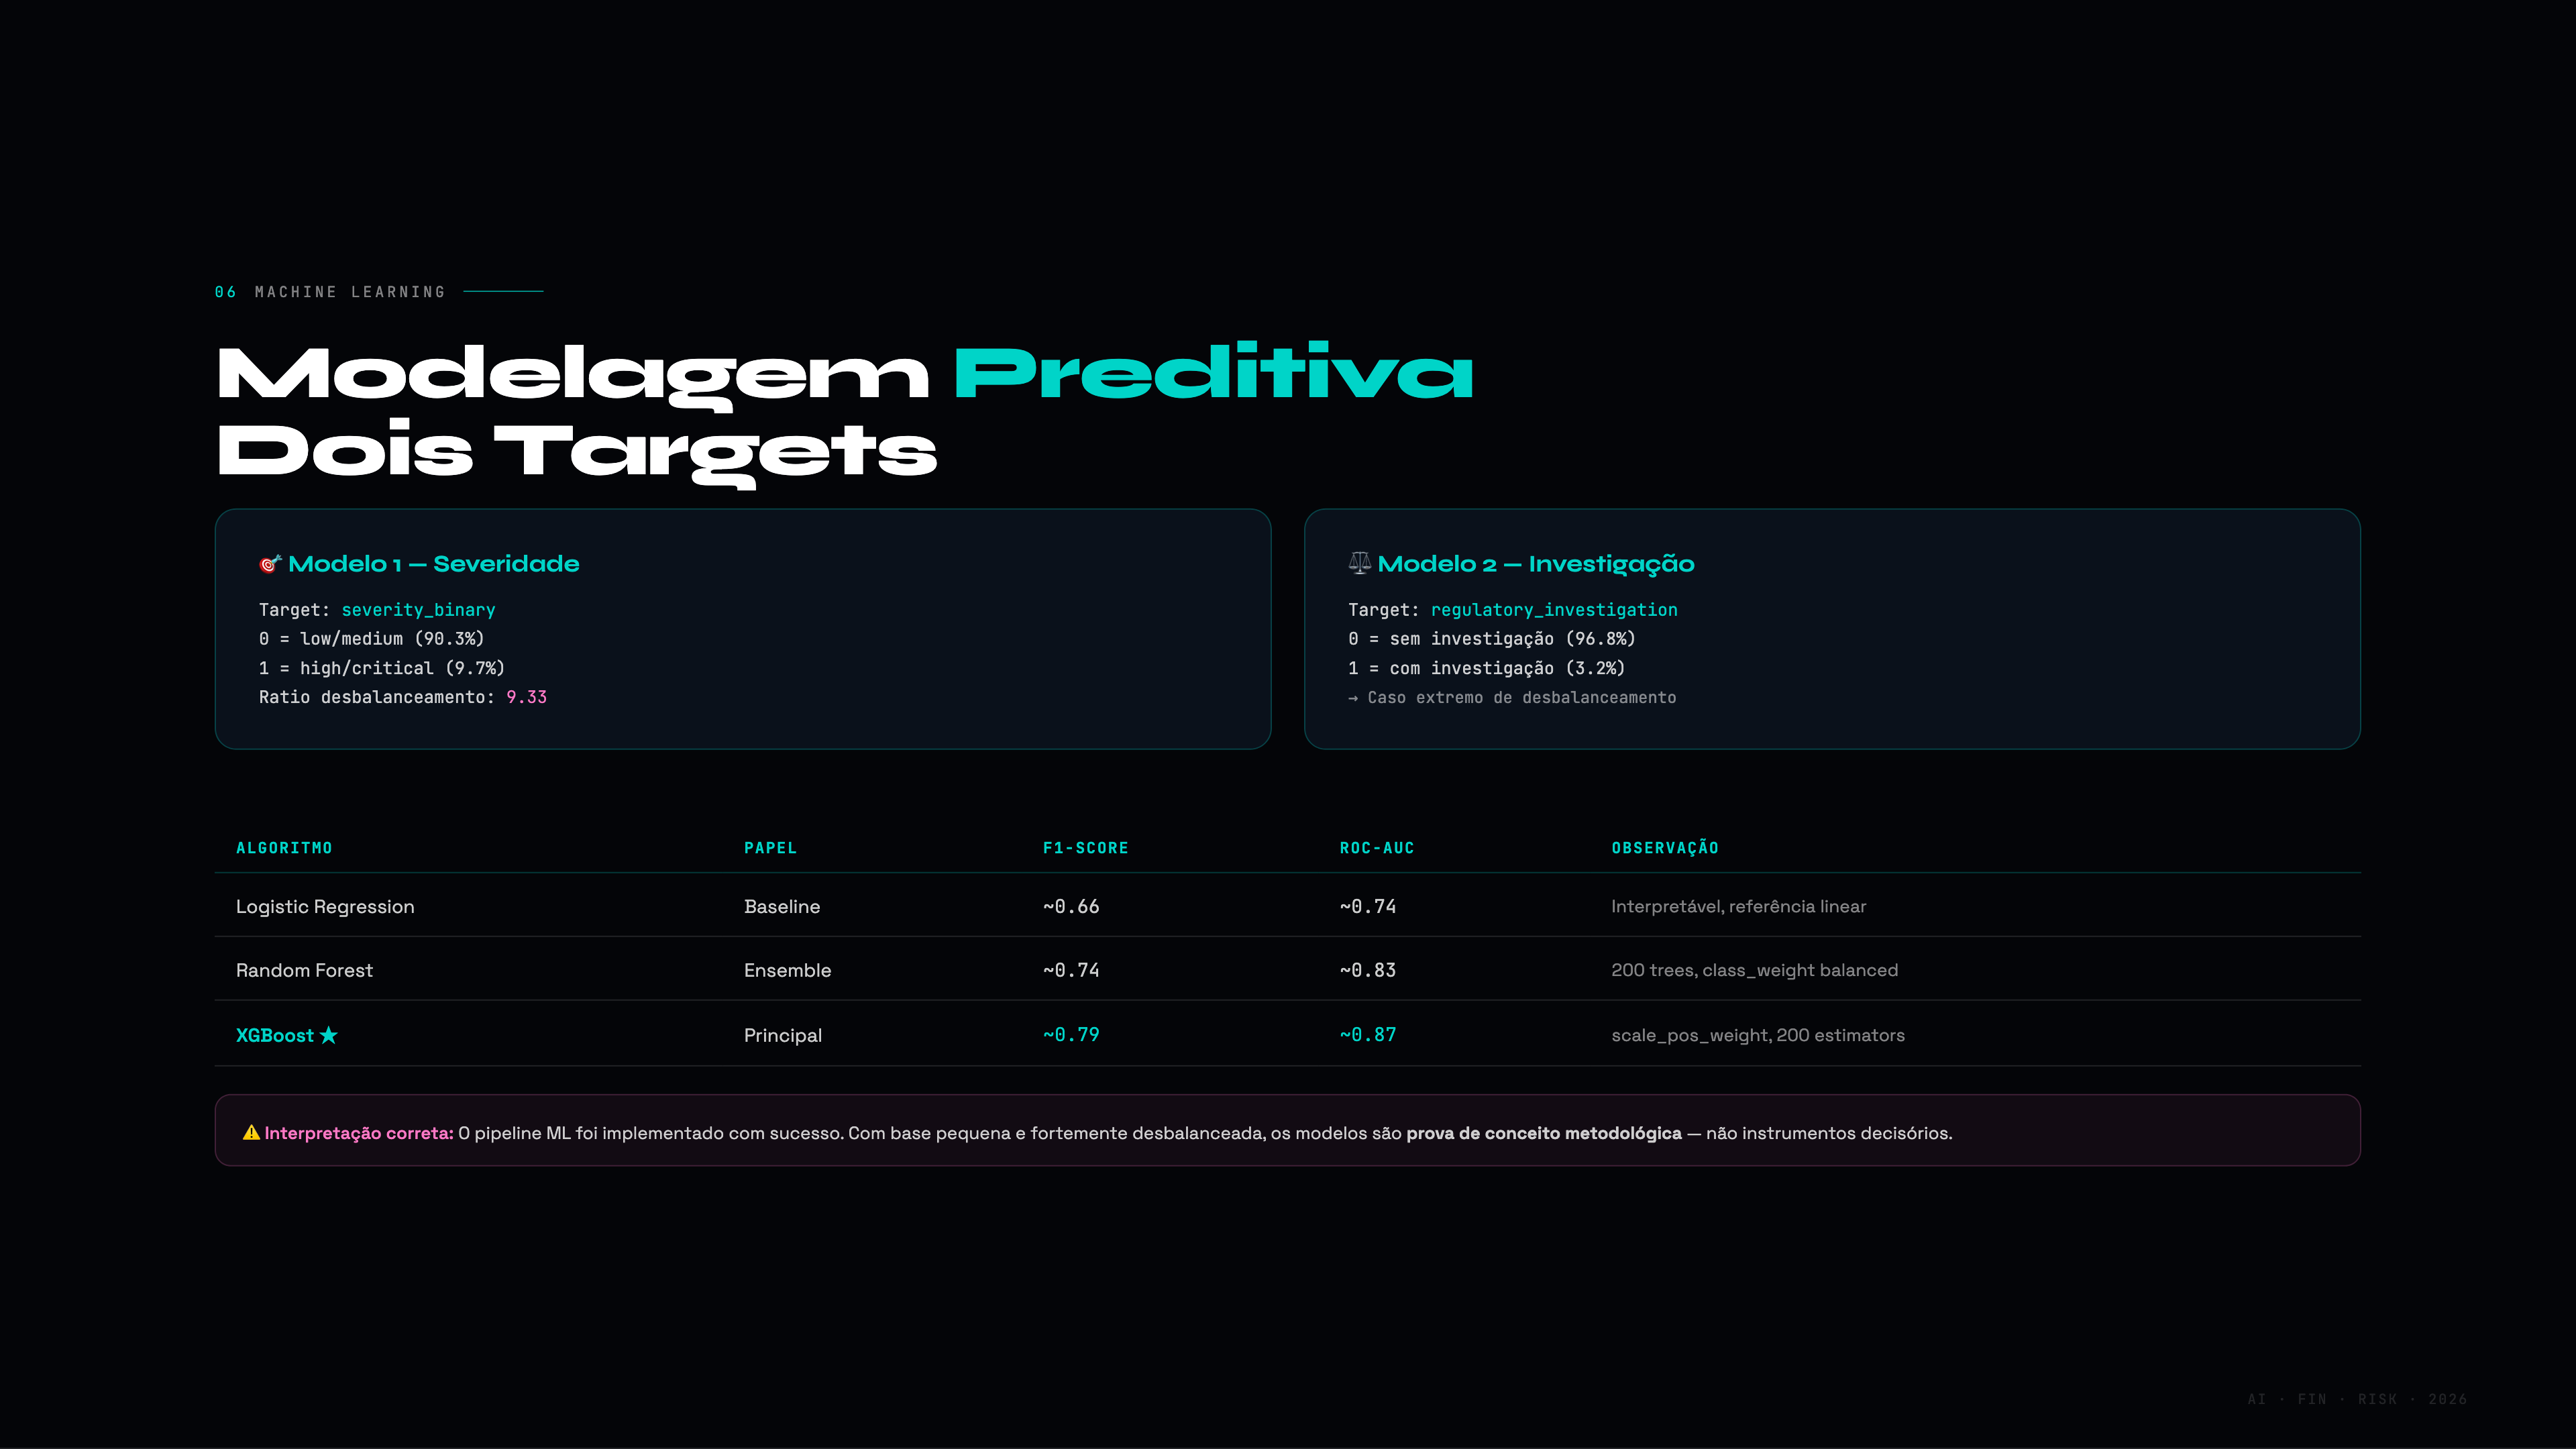 06 MACHINE LEARNING
Modelagem Preditiva
Dois Targets
🎯 Modelo 1 — Severidade
Target: severity_binary
0 = low/medium (90.3%)
1 = high/critical (9.7%)
Ratio desbalanceamento: 9.33
⚖️ Modelo 2 — Investigação
Target: regulatory_investigation
0 = sem investigação (96.8%)
1 = com investigação (3.2%)
→ Caso extremo de desbalanceamento
ALGORITMO PAPEL F1-SCORE ROC-AUC OBSERVAÇÃO
Logistic Regression Baseline ~0.66 ~0.74 Interpretável, referência linear
Random Forest Ensemble ~0.74 ~0.83 200 trees, class_weight balanced
XGBoost ★ Principal ~0.79 ~0.87 scale_pos_weight, 200 estimators
⚠️ Interpretação correta: O pipeline ML foi implementado com sucesso. Com base pequena e fortemente desbalanceada, os modelos são prova de conceito metodológica — não instrumentos decisórios.
AI · FIN · RISK · 2026